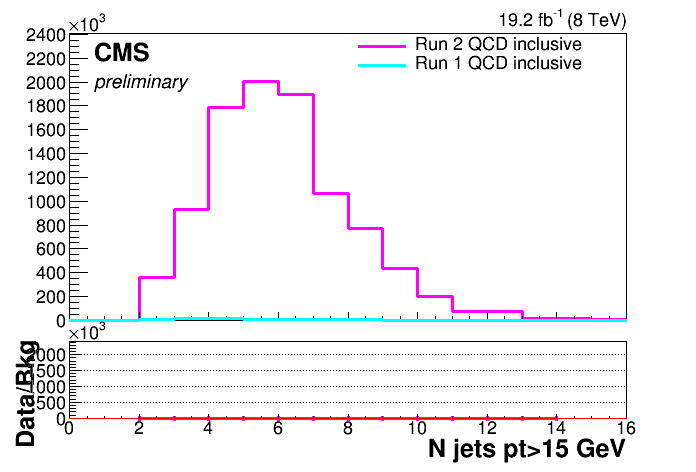 ×10³ 19.2 fb⁻¹ (8 TeV)
2400
CMS
preliminary
Run 2 QCD inclusive
Run 1 QCD inclusive
2200
2000
1800
1600
1400
1200
1000
800
600
400
200
0
×10³
Data/Bkg
2000
1500
1000
500
0
0 2 4 6 8 10 12 14 16
N jets pt>15 GeV